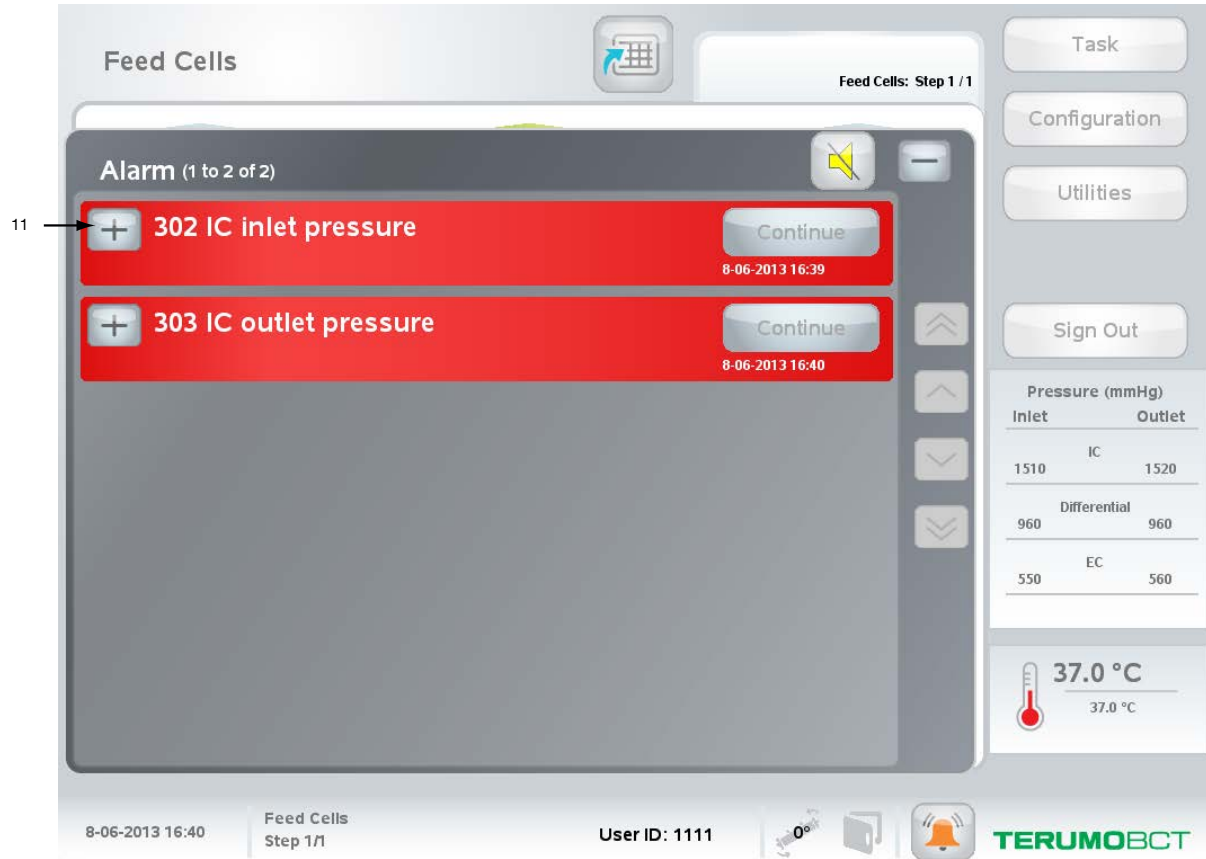 Feed Cells
Feed Cells: Step 1 / 1
Task
Configuration
Utilities
Sign Out
Alarm (1 to 2 of 2)
11
302 IC inlet pressure
Continue
8-06-2013 16:39
303 IC outlet pressure
Continue
8-06-2013 16:40
Pressure (mmHg)
Inlet Outlet
IC
1510 1520
Differential
960 960
EC
550 560
37.0 °C
37.0 °C
8-06-2013 16:40
Feed Cells
Step 1/1
User ID: 1111
0°
TERUMOBCT